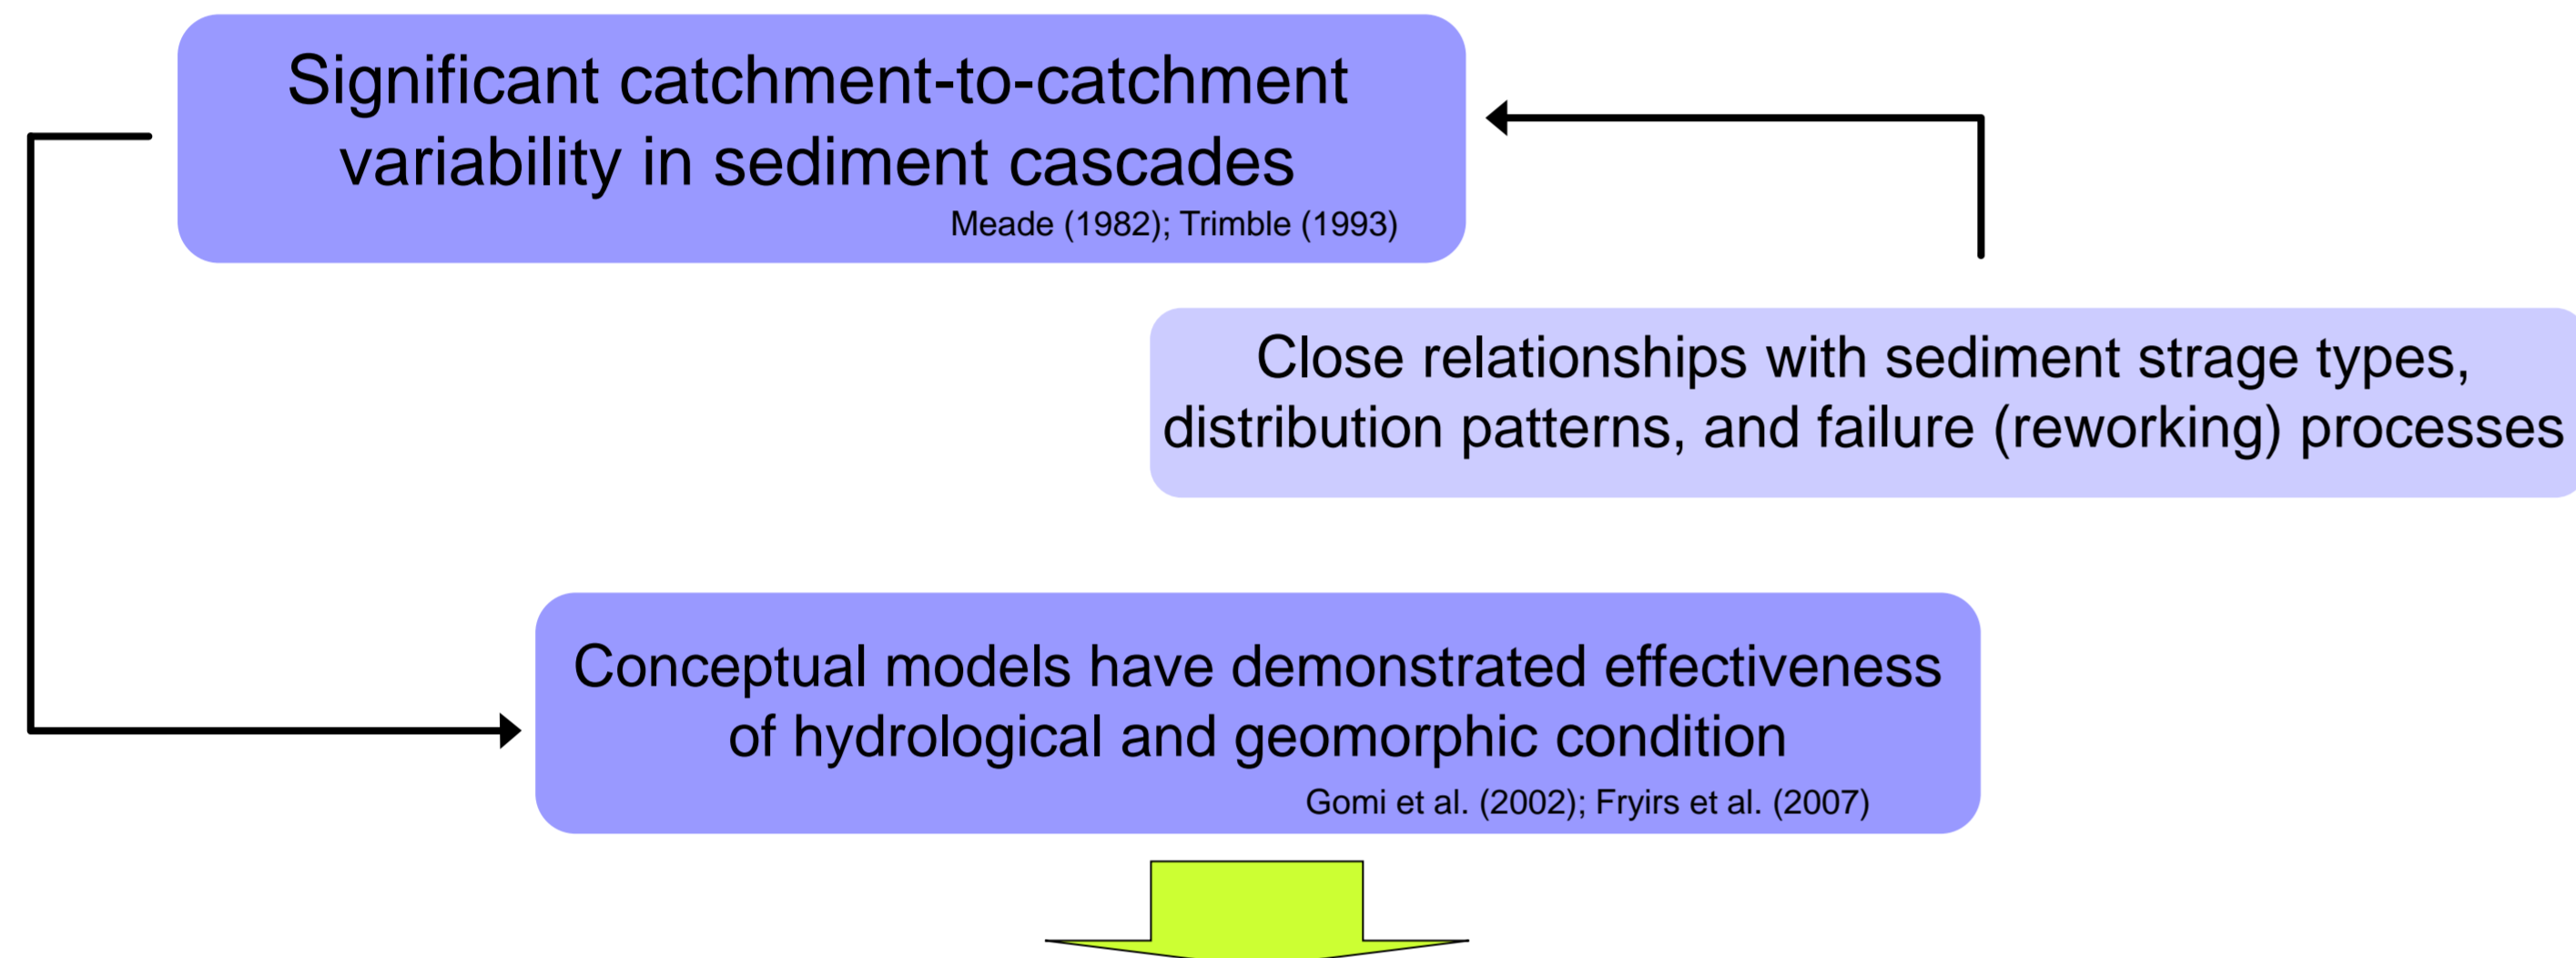 Significant catchment-to-catchment
variability in sediment cascades
Meade (1982); Trimble (1993)
Close relationships with sediment strage types,
distribution patterns, and failure (reworking) processes
Conceptual models have demonstrated effectiveness
of hydrological and geomorphic condition
Gomi et al. (2002); Fryirs et al. (2007)